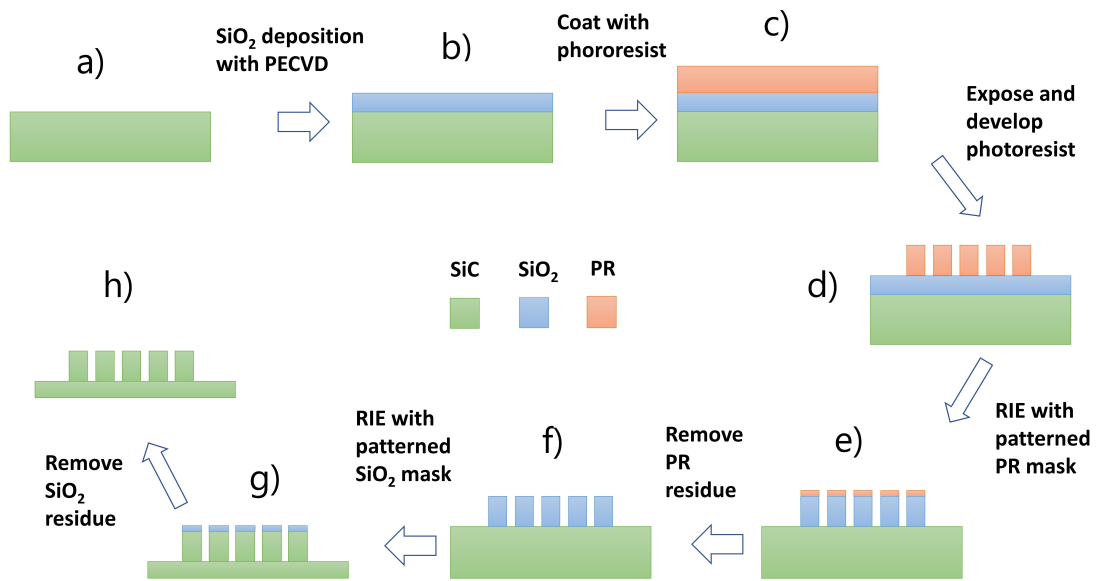 a)
SiO₂ deposition
with PECVD
b)
Coat with
phororesist
c)
Expose and
develop
photoresist
d)
RIE with
patterned
PR mask
e)
Remove
PR
residue
f)
RIE with
patterned
SiO₂ mask
g)
Remove
SiO₂
residue
h)
SiC
SiO₂
PR